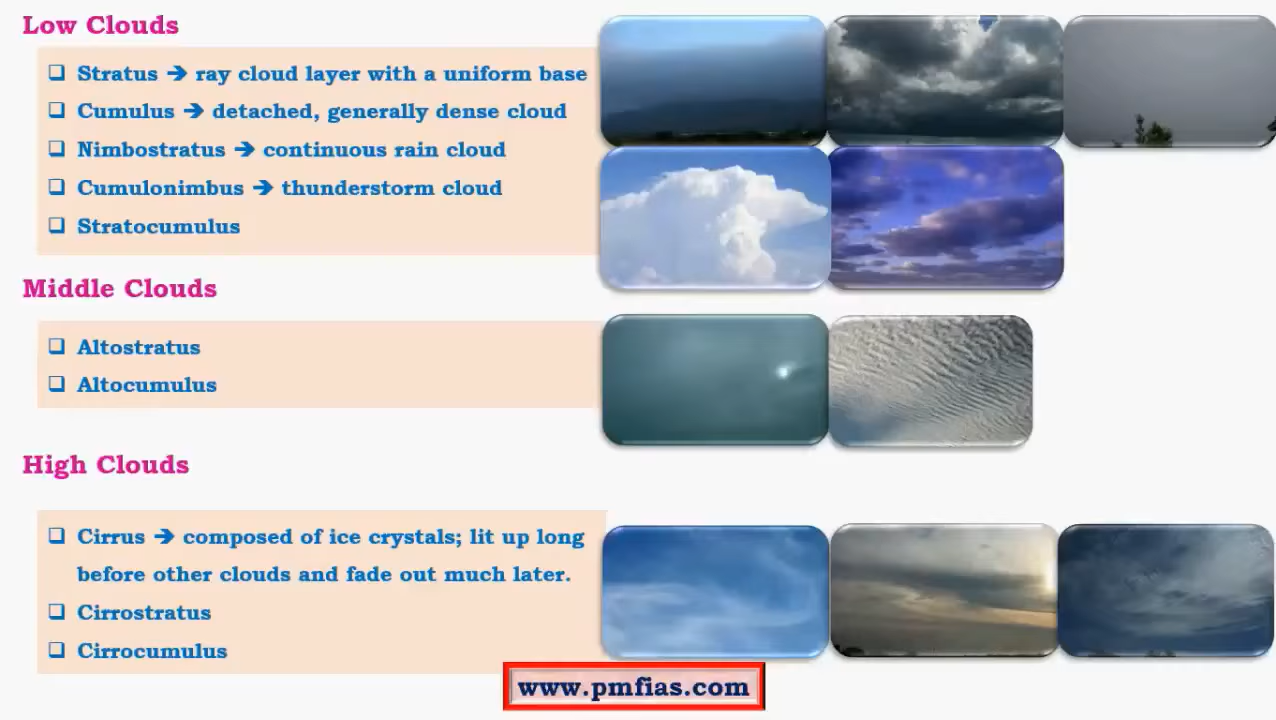 Low Clouds
❑ Stratus ➔ ray cloud layer with a uniform base
❑ Cumulus ➔ detached, generally dense cloud
❑ Nimbostratus ➔ continuous rain cloud
❑ Cumulonimbus ➔ thunderstorm cloud
❑ Stratocumulus
Middle Clouds
❑ Altostratus
❑ Altocumulus
High Clouds
❑ Cirrus ➔ composed of ice crystals; lit up long
before other clouds and fade out much later.
❑ Cirrostratus
❑ Cirrocumulus
www.pmfias.com